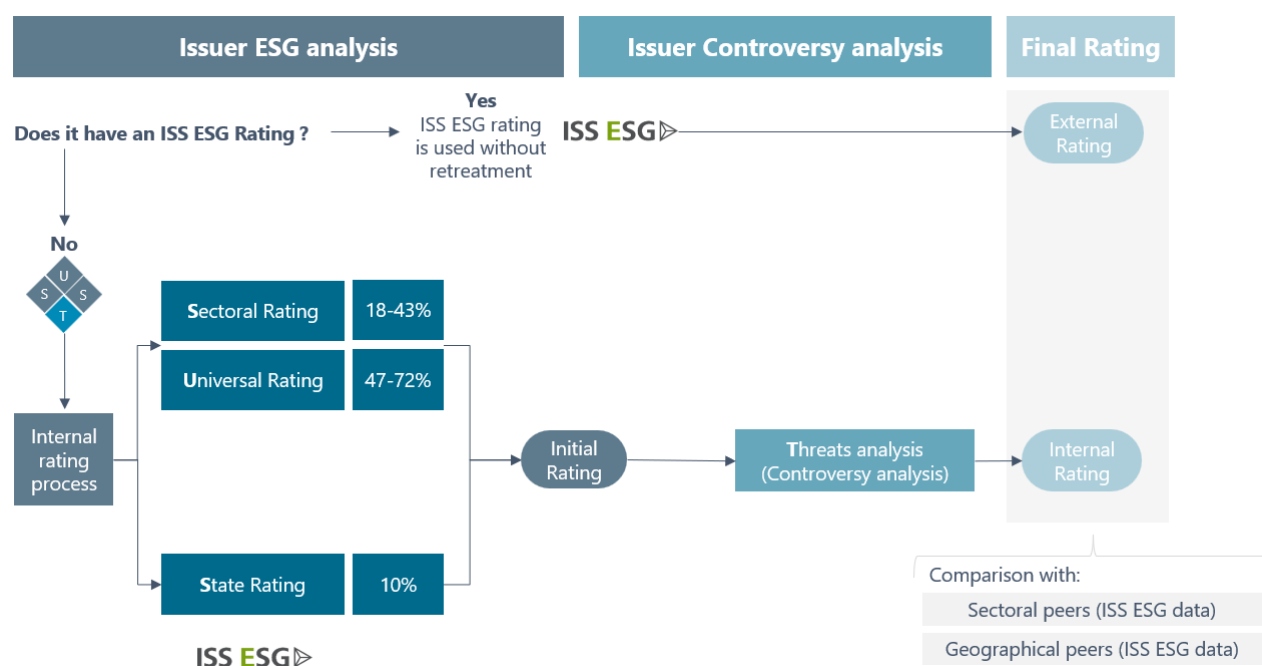 Issuer ESG analysis
Issuer Controversy analysis
Final Rating
Does it have an ISS ESG Rating ?
Yes
ISS ESG rating
is used without
retreatment
ISS ESG
External
Rating
No
U
S S
T
Sectoral Rating
18-43%
Universal Rating
47-72%
Internal
rating
process
Initial
Rating
Threats analysis
(Controversy analysis)
Internal
Rating
State Rating
10%
ISS ESG
Comparison with:
Sectoral peers (ISS ESG data)
Geographical peers (ISS ESG data)